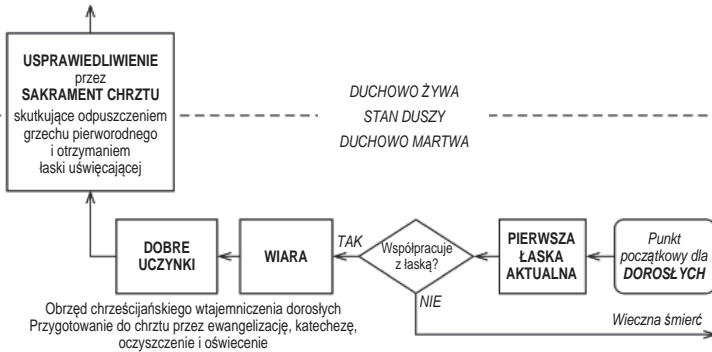 USPRAWIEDLIWIENIE
przez
SAKRAMENT CHRZTU
skutkujące odpuszczeniem
grzechu pierworodnego
i otrzymaniem
łaski uświęcającej
DUCHOWO ŻYWA
STAN DUSZY
DUCHOWO MARTWA
DOBRE
UCZYNKI
WIARA
TAK
Współpracuje
z łaską?
NIE
PIERWSZA
ŁASKA
AKTUALNA
Punkt
początkowy dla
DOROSŁYCH
Obrzęd chrześcijańskiego wtajemniczenia dorosłych
Przygotowanie do chrztu przez ewangelizację, katechezę,
oczyszczenie i oświecenie
Wieczna śmierć